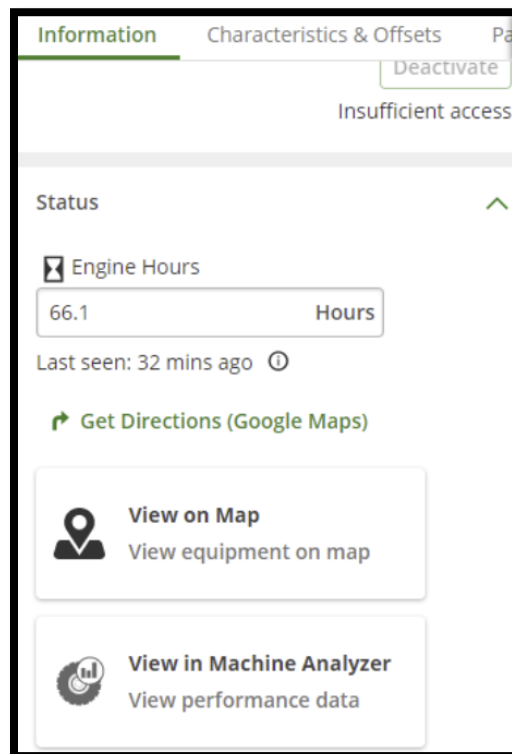 Information Characteristics & Offsets Pa
Deactivate
Insufficient access
Status
Engine Hours
66.1 Hours
Last seen: 32 mins ago
Get Directions (Google Maps)
View on Map
View equipment on map
View in Machine Analyzer
View performance data